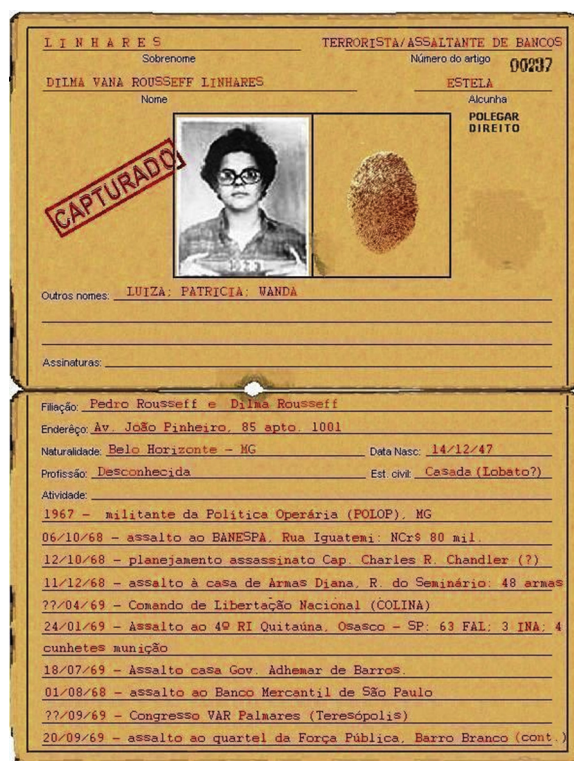 LINHARES TERRORISTA/ASSALTANTE DE BANCOS
Sobrenome Número do artigo 00237
DILMA VANA ROUSSEFF LINHARES ESTELA
Nome Alcunha
POLEGAR
DIREITO
CAPTURADO
Outros nomes: LUIZA; PATRICIA; WANDA
Assinaturas:
Filiação: Pedro Rousseff e Dilma Rousseff
Enderêço: Av. João Pinheiro, 85 apto. 1001
Naturalidade: Belo Horizonte - MG Data Nasc: 14/12/47
Profissão: Desconhecida Est. civil: Casada (Lobato?)
Atividade:
1967 - militante da Política Operária (POLOP), MG
06/10/68 - assalto ao BANESPA, Rua Iguatemi: NCr$ 80 mil.
12/10/68 - planejamento assassinato Cap. Charles R. Chandler (?)
11/12/68 - assalto à casa de Armas Diana, R. do Seminário: 48 armas
??/04/69 - Comando de Libertação Nacional (COLINA)
24/01/69 - Assalto ao 4º RI Quitaúna, Osasco - SP: 63 FAL; 3 INA; 4
cunhetes munição
18/07/69 - Assalto casa Gov. Adhemar de Barros.
01/08/68 - assalto ao Banco Mercantil de São Paulo
??/09/69 - Congresso VAR Palmares (Teresópolis)
20/09/69 - assalto ao quartel da Força Pública, Barro Branco (cont.)